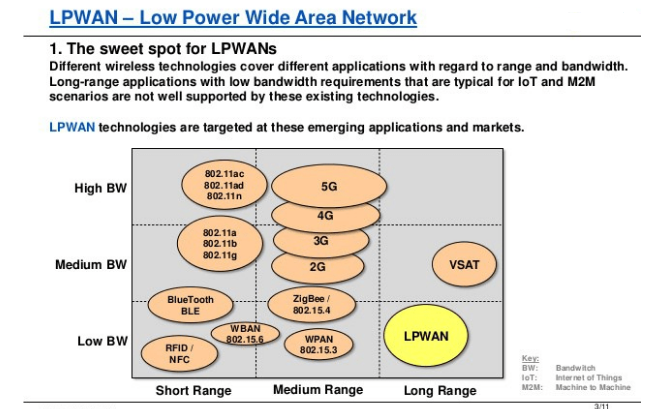 LPWAN – Low Power Wide Area Network
1. The sweet spot for LPWANs
Different wireless technologies cover different applications with regard to range and bandwidth.
Long-range applications with low bandwidth requirements that are typical for IoT and M2M
scenarios are not well supported by these existing technologies.
LPWAN technologies are targeted at these emerging applications and markets.
High BW
802.11ac
802.11ad
802.11n
5G
4G
802.11a
802.11b
802.11g
3G
2G
Medium BW
VSAT
BlueTooth
BLE
ZigBee /
802.15.4
Low BW
WBAN
802.15.6
RFID /
NFC
WPAN
802.15.3
LPWAN
Short Range
Medium Range
Long Range
Key:
BW: Bandwitch
IoT: Internet of Things
M2M: Machine to Machine
3/11